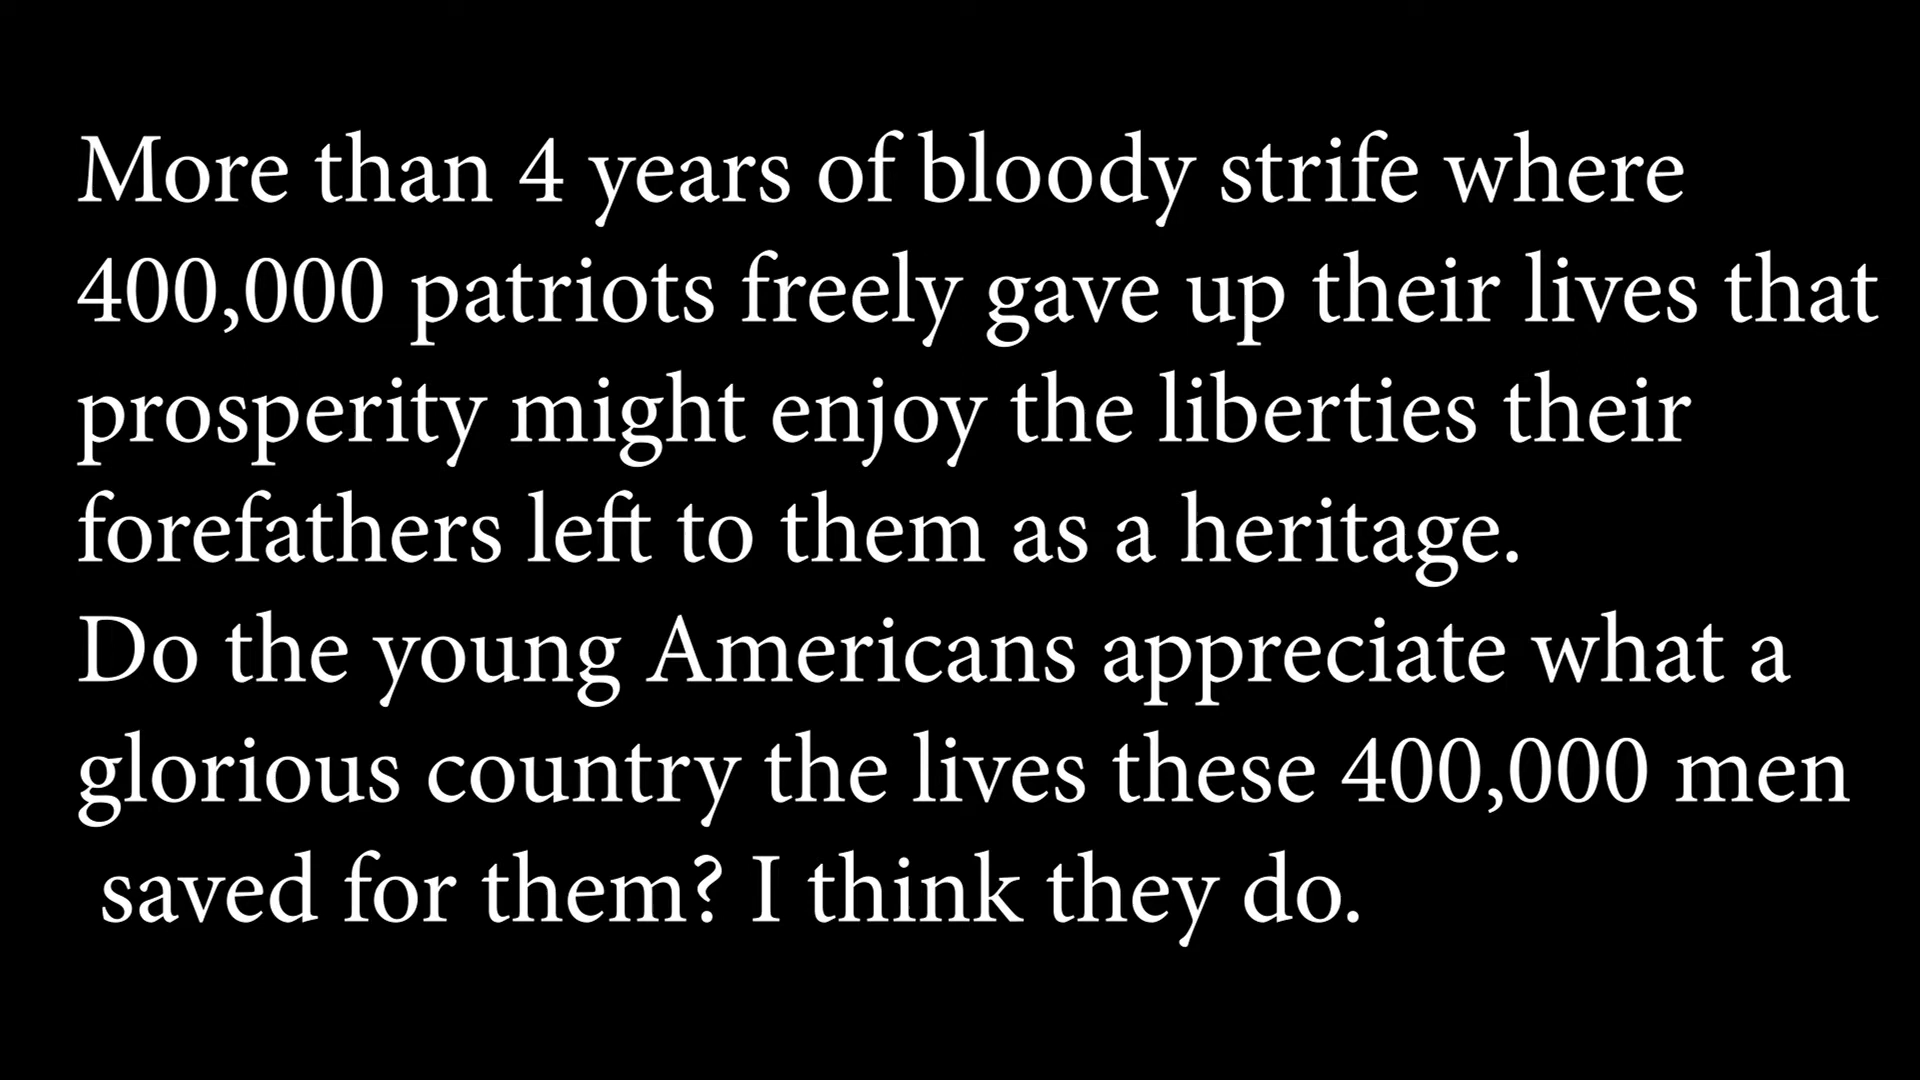 More than 4 years of bloody strife where
400,000 patriots freely gave up their lives that
prosperity might enjoy the liberties their
forefathers left to them as a heritage.
Do the young Americans appreciate what a
glorious country the lives these 400,000 men
saved for them? I think they do.